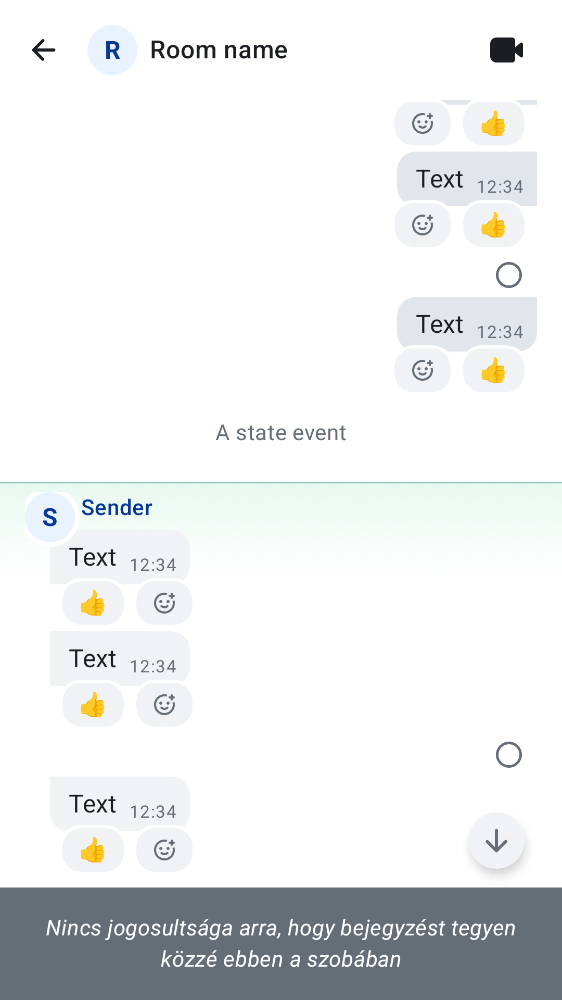 R Room name
👍
Text 12:34
👍
Text 12:34
👍
A state event
S Sender
Text 12:34
👍
Text 12:34
👍
Text 12:34
👍
Nincs jogosultsága arra, hogy bejegyzést tegyen
közzé ebben a szobában